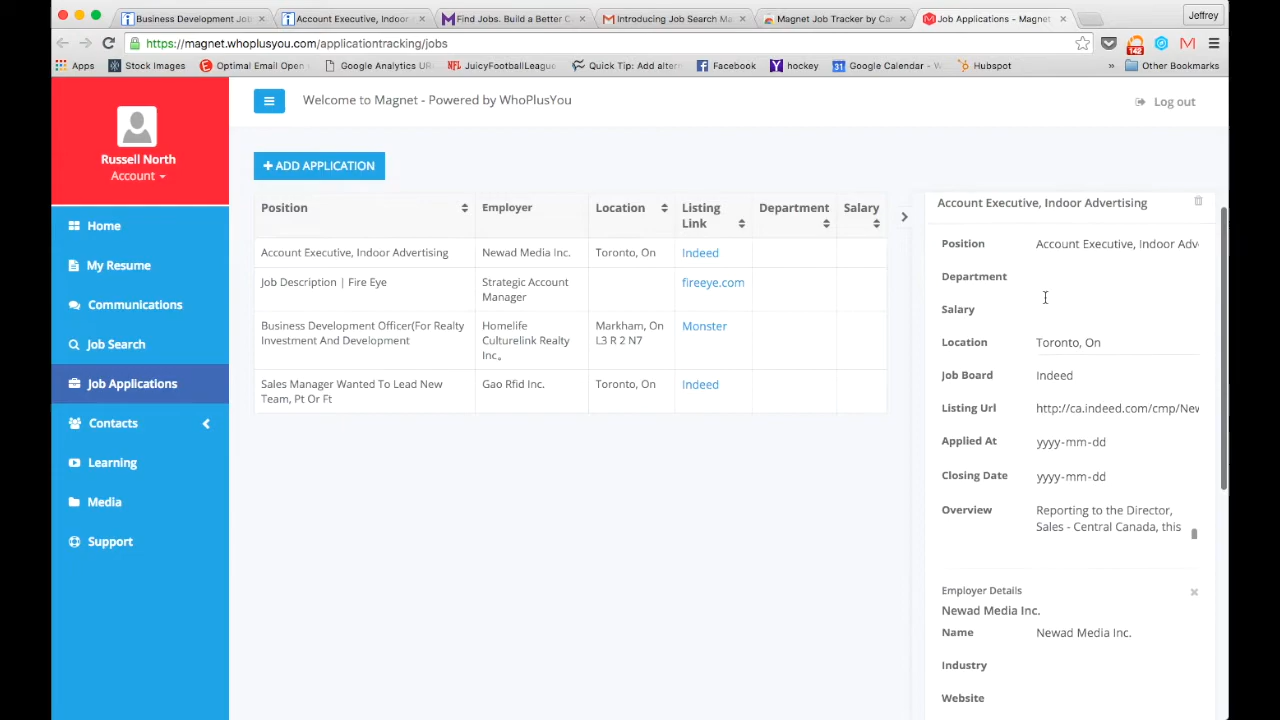 Business Development Jo
Account Executive, Indoor
Find Jobs. Build a Better C
Introducing Job Search Ma
Magnet Job Tracker by Car
Job Applications - Magnet
Jeffrey
https://magnet.whoplusyou.com/applicationtracking/jobs
142
Apps
Stock Images
Optimal Email Open
Google Analytics UR
NFL JuicyFootballLeague
Quick Tip: Add alter
Facebook
hockey
31 Google Calendar - W
Hubspot
» Other Bookmarks
Russell North
Account
Home
My Resume
Communications
Job Search
Job Applications
Contacts
Learning
Media
Support
Welcome to Magnet - Powered by WhoPlusYou
Log out
+ ADD APPLICATION
Position Employer Location Listing Link Department Salary
Account Executive, Indoor Advertising Newad Media Inc. Toronto, On Indeed
Job Description | Fire Eye Strategic Account Manager fireeye.com
Business Development Officer(For Realty Investment And Development Homelife Culturelink Realty Inc。 Markham, On L3 R 2 N7 Monster
Sales Manager Wanted To Lead New Team, Pt Or Ft Gao Rfid Inc. Toronto, On Indeed
Account Executive, Indoor Advertising
Position Account Executive, Indoor Adv
Department
Salary
Location Toronto, On
Job Board Indeed
Listing Url http://ca.indeed.com/cmp/Nev
Applied At yyyy-mm-dd
Closing Date yyyy-mm-dd
Overview Reporting to the Director,
Sales - Central Canada, this
Employer Details
Newad Media Inc.
Name Newad Media Inc.
Industry
Website